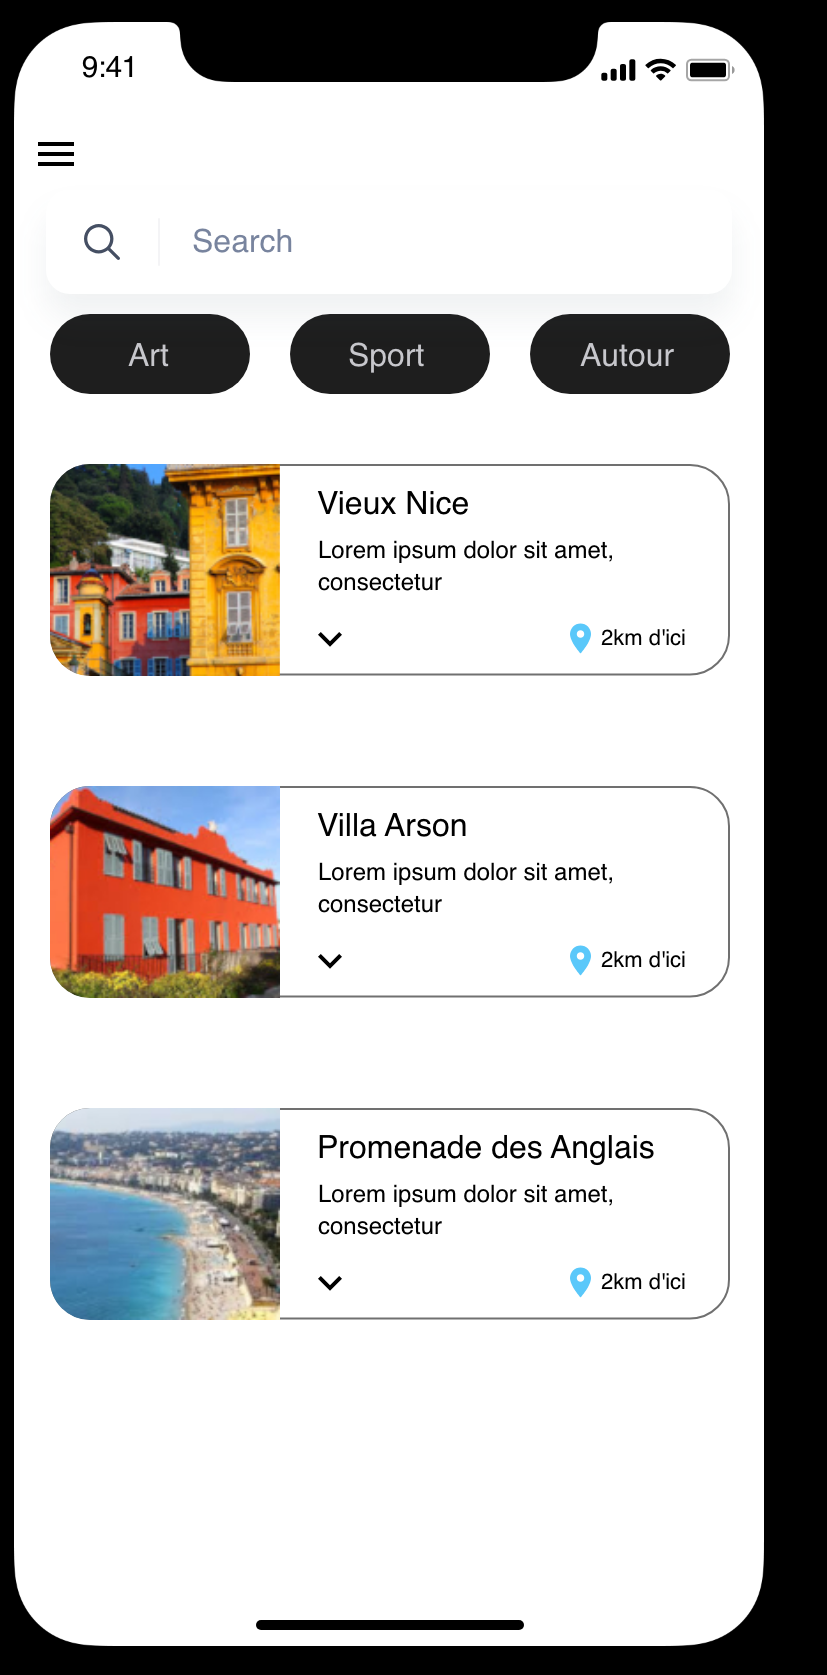 9:41
Search
Art
Sport
Autour
Vieux Nice
Lorem ipsum dolor sit amet,
consectetur
2km d'ici
Villa Arson
Lorem ipsum dolor sit amet,
consectetur
2km d'ici
Promenade des Anglais
Lorem ipsum dolor sit amet,
consectetur
2km d'ici